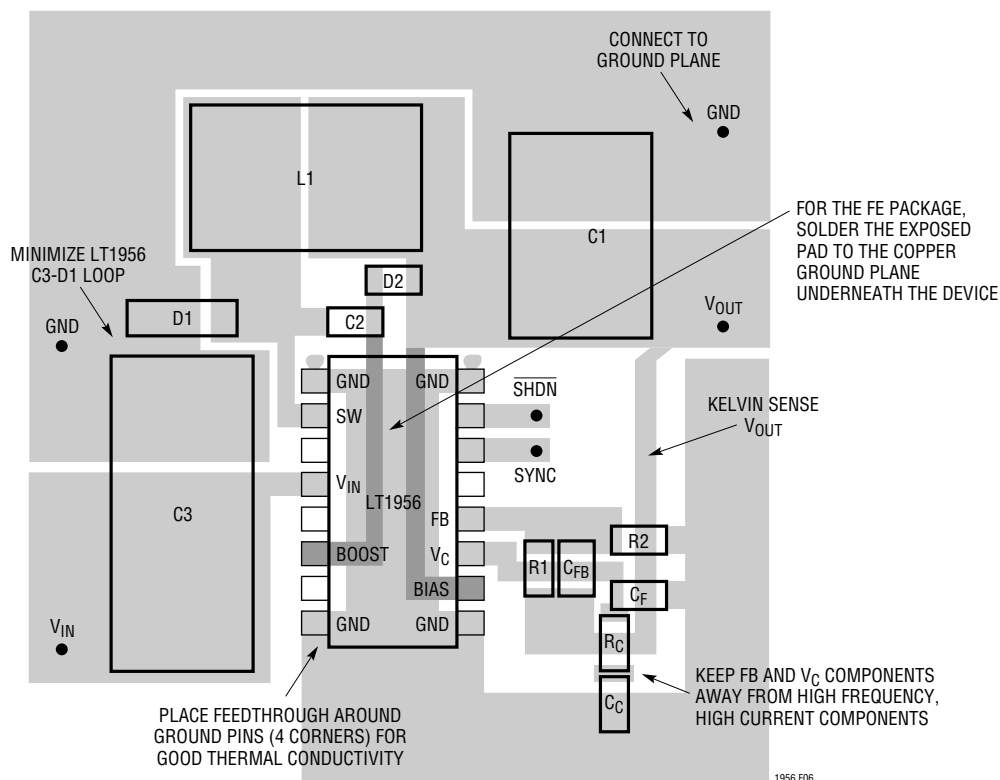 CONNECT TO
GROUND PLANE
GND
L1
C1
FOR THE FE PACKAGE,
SOLDER THE EXPOSED
PAD TO THE COPPER
GROUND PLANE
UNDERNEATH THE DEVICE
MINIMIZE LT1956
C3-D1 LOOP
D2
GND
D1
C2
VOUT
GND
GND
SHDN
SW
KELVIN SENSE
VOUT
SYNC
VIN
C3
LT1956
FB
R2
BOOST
VC
R1
CFB
BIAS
CF
VIN
GND
GND
RC
KEEP FB AND VC COMPONENTS
AWAY FROM HIGH FREQUENCY,
HIGH CURRENT COMPONENTS
CC
PLACE FEEDTHROUGH AROUND
GROUND PINS (4 CORNERS) FOR
GOOD THERMAL CONDUCTIVITY
1956 F06